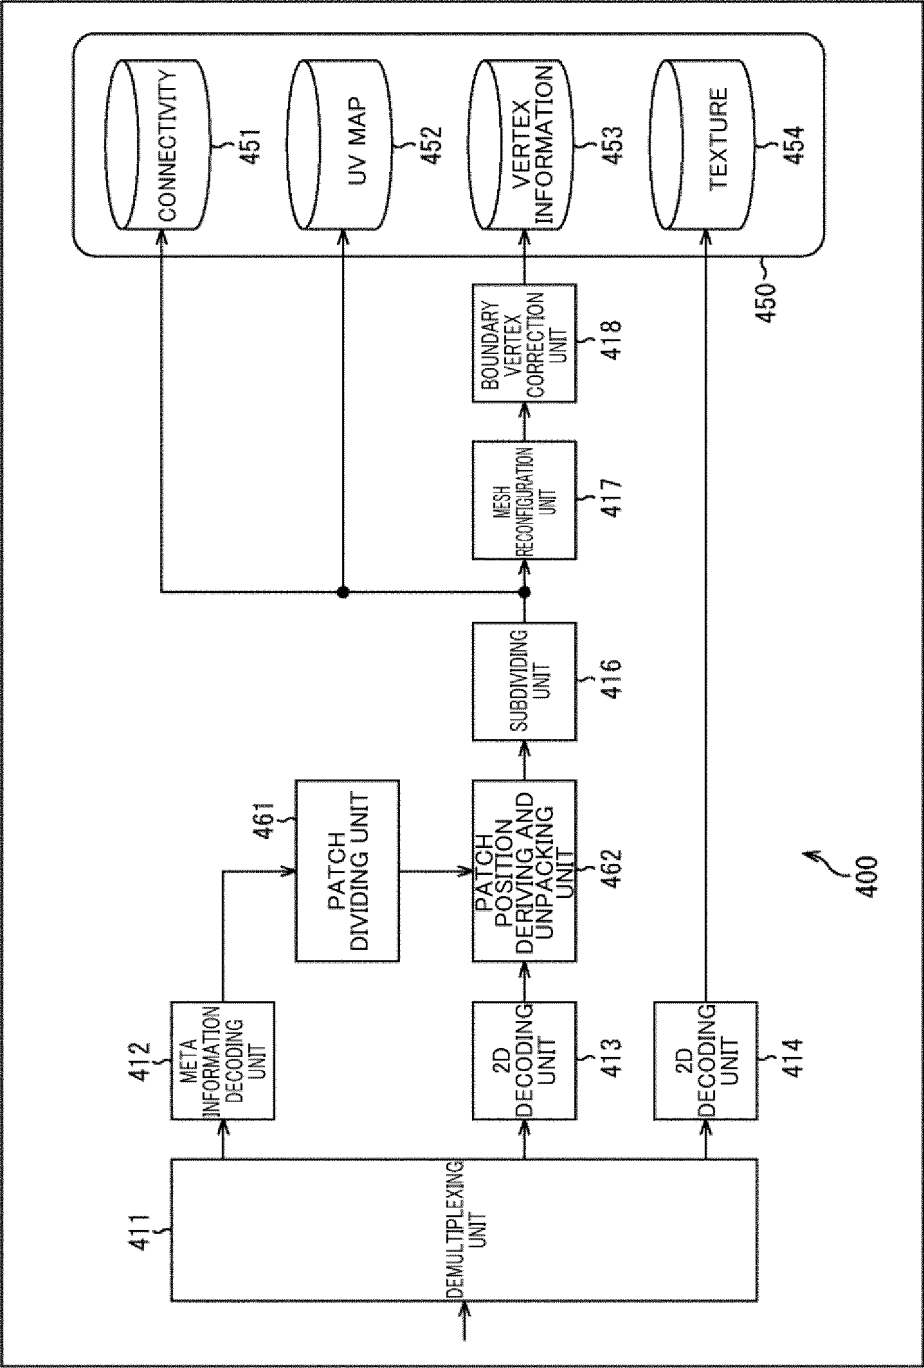 411
DEMULTIPLEXING
UNIT
412
META
INFORMATION
DECODING
UNIT
2D
DECODING
UNIT
413
2D
DECODING
UNIT
414
461
PATCH
DIVIDING UNIT
PATCH
POSITION
DERIVING AND
UNPACKING
UNIT
462
SUBDIVIDING
UNIT
416
MESH
RECONFIGURATION
UNIT
417
BOUNDARY
VERTEX
CORRECTION
UNIT
418
CONNECTIVITY
451
UV MAP
452
VERTEX
INFORMATION
453
TEXTURE
454
450
400